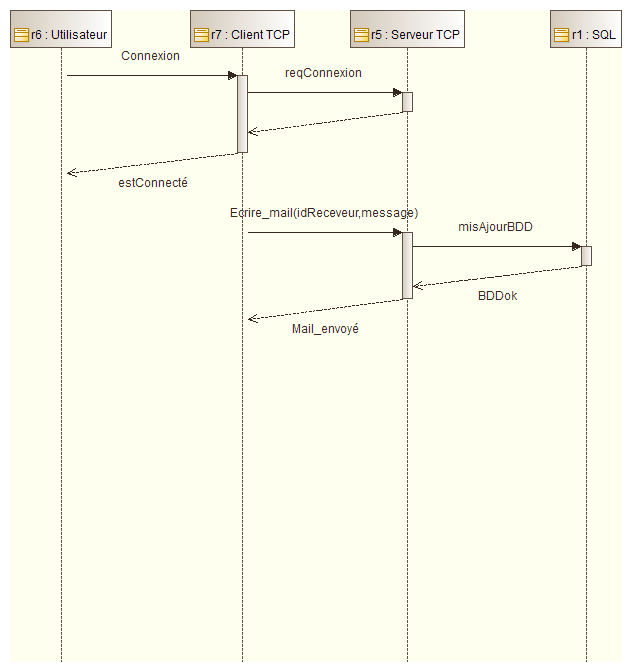 r6 : Utilisateur
r7 : Client TCP
r5 : Serveur TCP
r1 : SQL
Connexion
reqConnexion
estConnecté
Ecrire_mail(idReceveur,message)
misAjourBDD
BDDok
Mail_envoyé